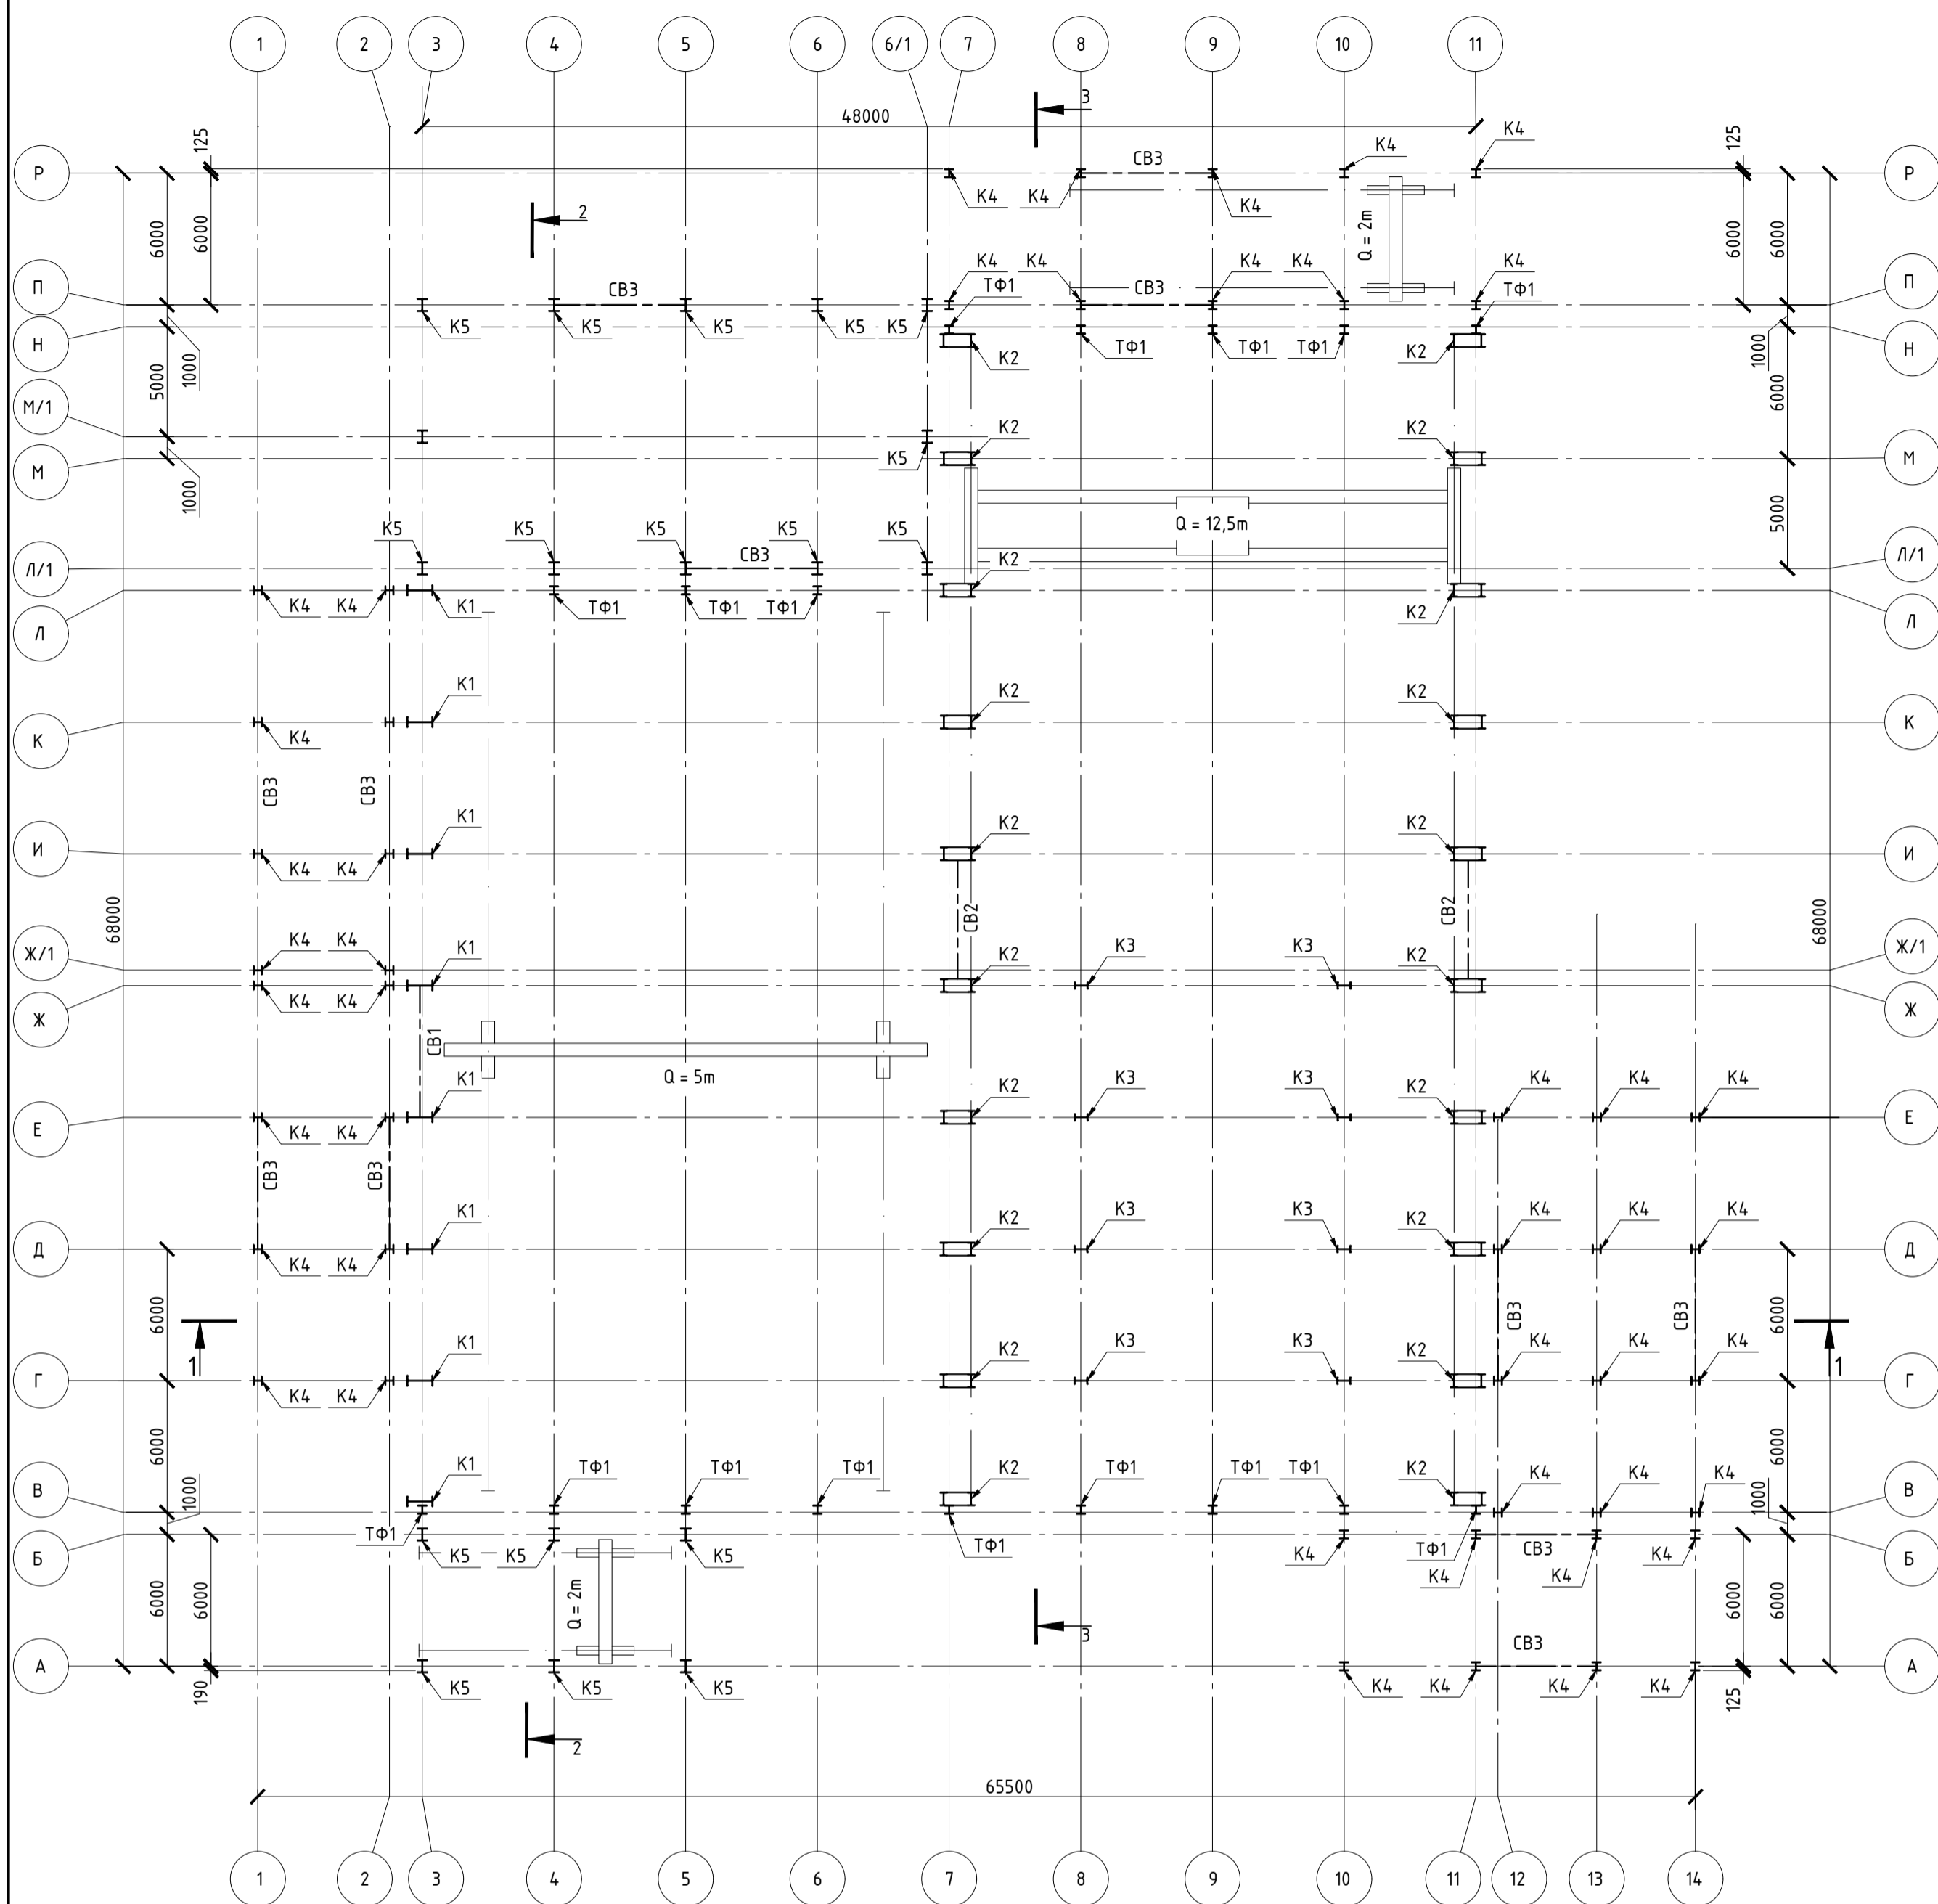 1 2 3 4 5 6 6/1 7 8 9 10 11
3
48000
К4 К4
125 125
СВ3
Р Р
К4 К4 К4
2
6000 6000 Q = 2т 6000 6000
К4 К4 К4 К4 К4
П П
СВ3 ТФ1 СВ3 ТФ1
К5 К5 К5 К5 К5
Н ТФ1 ТФ1 ТФ1 Н
К2 К2
1000 1000
5000 6000
М/1
К2 К2
К5
М М
1000
К5 К5 К5 К5 К5
Q = 12,5т 5000
СВ3
Л/1 К2 Л/1
К4 К4 К1 ТФ1 ТФ1 ТФ1 К2
Л Л
К1 К2 К2
К К4 К
СВ3 СВ3
К1 К2 К2
И И
К4 К4
68000 СВ2 СВ2 68000
К4 К4 К1 К3 К3 К2
Ж/1 К2 Ж/1
К4 К4
Ж Ж
СВ1
Q = 5т
К1 К2 К3 К3 К2 К4 К4 К4
Е Е
К4 К4
СВ3 СВ3
К1 К2 К3 К3 К2 К4 К4 К4
Д Д
К4 К4
6000 СВ3 СВ3 6000
К1 К2 К3 К3 К2 К4 К4 К4
1 1
Г Г
К4 К4
6000 6000
К1 ТФ1 ТФ1 ТФ1 К2 ТФ1 ТФ1 ТФ1 К2 К4 К4 К4
В В
1000 1000
ТФ1 ТФ1 ТФ1 СВ3
Б К5 К5 К5 К4 К4 К4 К4 Б
6000 6000 Q = 2т 6000 6000
3
СВ3
А А
К5 К5 К5 К4 К4 К4 К4
190 125
2
65500
1 2 3 4 5 6 7 8 9 10 11 12 13 14